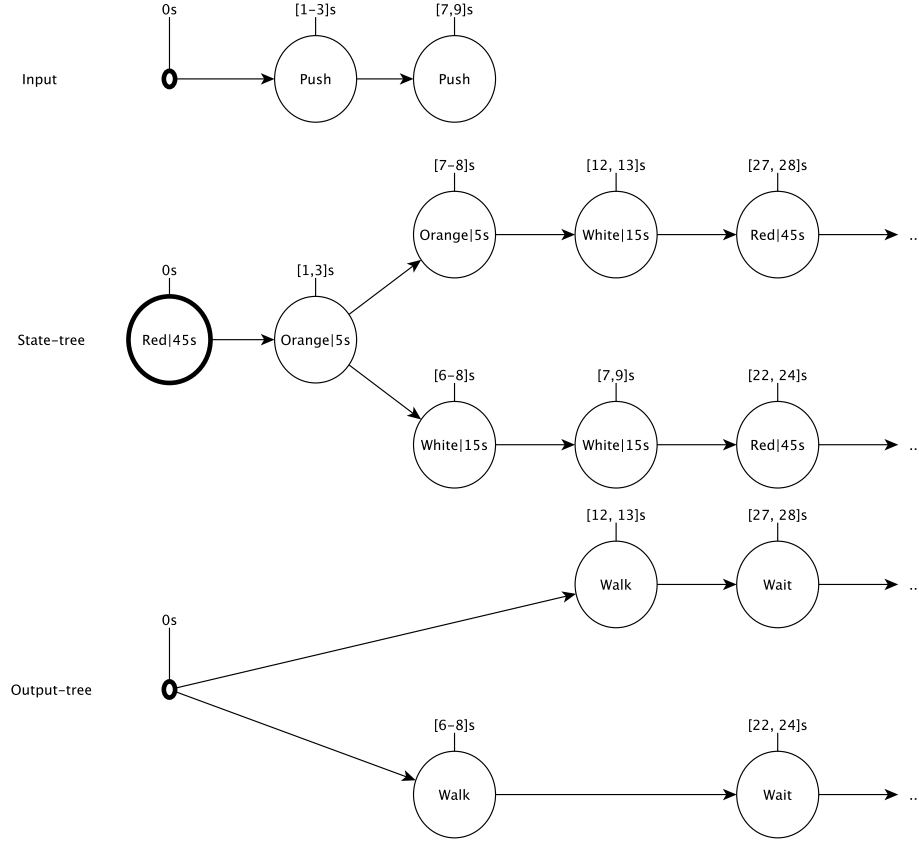 0s [1-3]s [7,9]s
Input Push Push
[7-8]s [12, 13]s [27, 28]s
Orange|5s White|15s Red|45s ..
0s [1,3]s
State-tree Red|45s Orange|5s
[6-8]s [7,9]s [22, 24]s
White|15s White|15s Red|45s ..
[12, 13]s [27, 28]s
Walk Wait ..
0s
Output-tree
[6-8]s [22, 24]s
Walk Wait ..